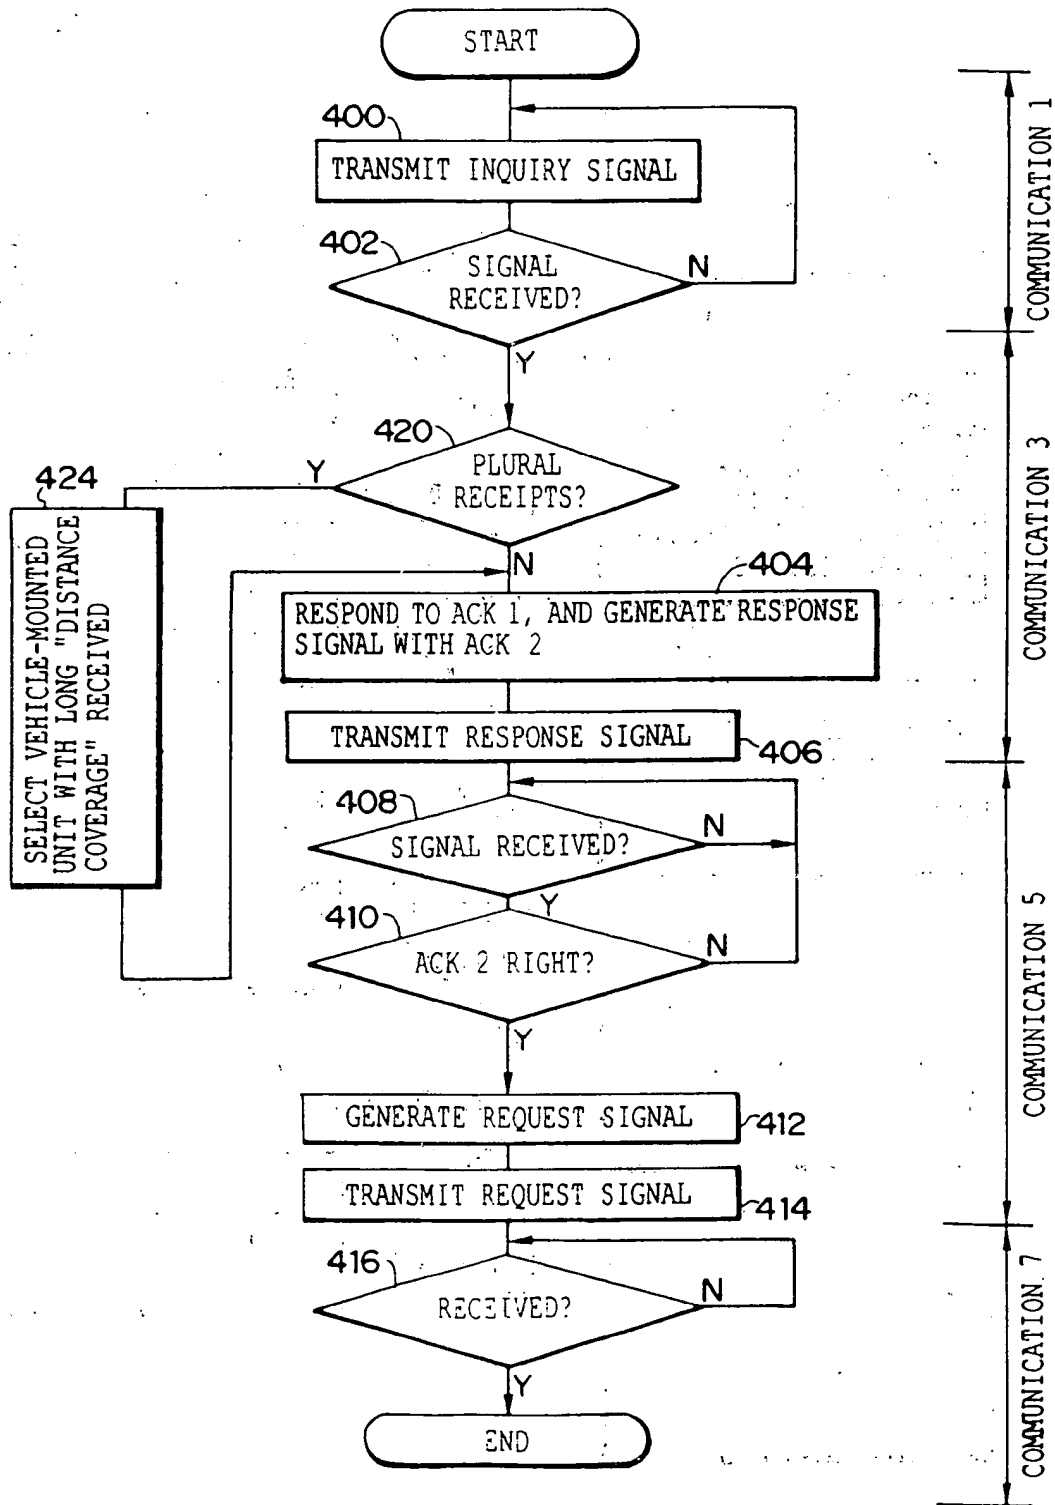 START
400
TRANSMIT INQUIRY SIGNAL
402
SIGNAL
RECEIVED?
N
Y
COMMUNICATION 1
420
PLURAL
RECEIPTS?
Y
N
424
SELECT VEHICLE-MOUNTED
UNIT WITH LONG "DISTANCE
COVERAGE" RECEIVED
404
RESPOND TO ACK 1, AND GENERATE RESPONSE
SIGNAL WITH ACK 2
TRANSMIT RESPONSE SIGNAL
406
COMMUNICATION 3
408
SIGNAL RECEIVED?
N
Y
410
ACK 2 RIGHT?
N
Y
GENERATE REQUEST SIGNAL
412
TRANSMIT REQUEST SIGNAL
414
COMMUNICATION 5
416
RECEIVED?
N
Y
END
COMMUNICATION 7